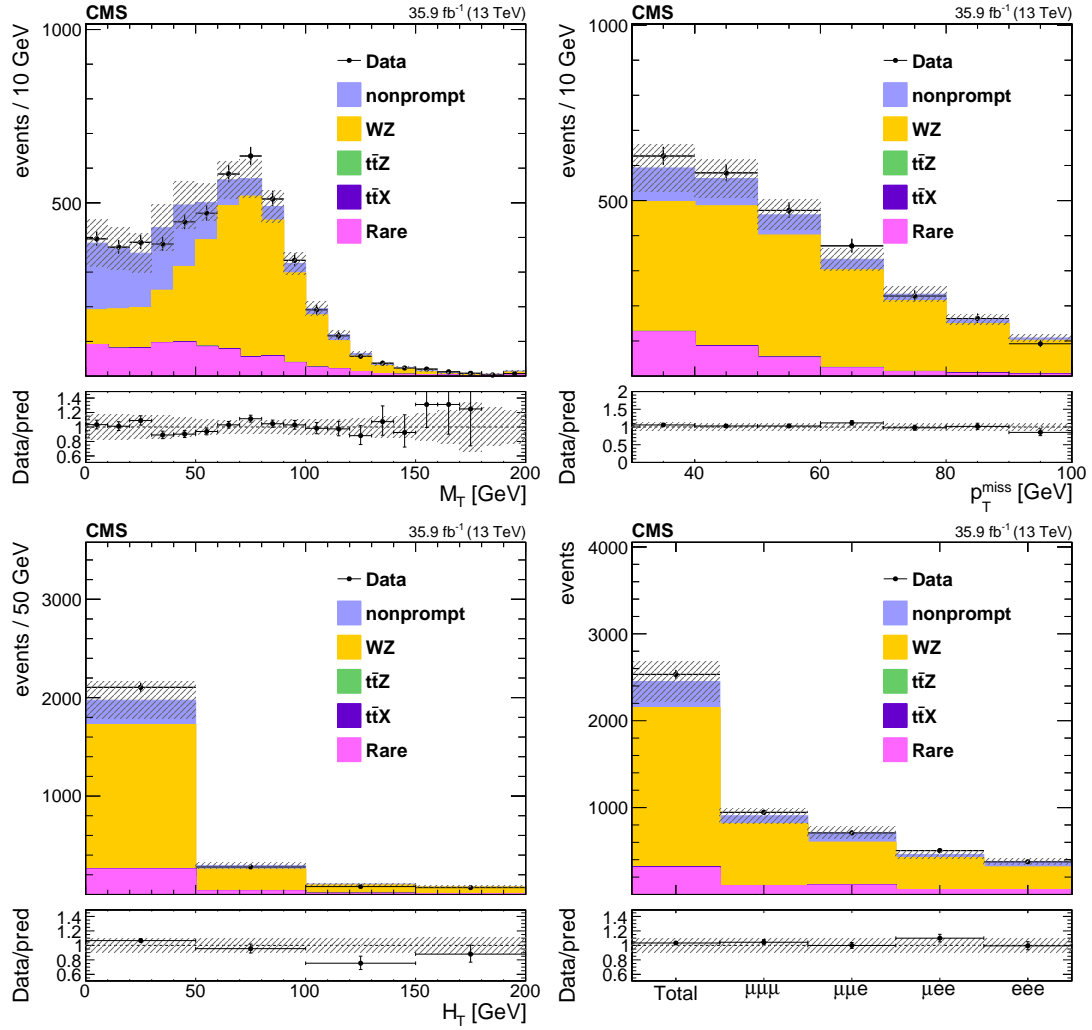 CMS 35.9 fb⁻¹ (13 TeV)
events / 10 GeV
1000
500
Data
nonprompt
WZ
tt̄Z
tt̄X
Rare
Data/pred
1.4
1.2
1
0.8
0.6
0 50 100 150 200
M_T [GeV]
CMS 35.9 fb⁻¹ (13 TeV)
events / 10 GeV
1000
500
Data
nonprompt
WZ
tt̄Z
tt̄X
Rare
Data/pred
2
1.5
1
0.5
0
40 60 80 100
p_T^miss [GeV]
CMS 35.9 fb⁻¹ (13 TeV)
events / 50 GeV
3000
2000
1000
Data
nonprompt
WZ
tt̄Z
tt̄X
Rare
Data/pred
1.4
1.2
1
0.8
0.6
0 50 100 150 200
H_T [GeV]
CMS 35.9 fb⁻¹ (13 TeV)
events
4000
3000
2000
1000
Data
nonprompt
WZ
tt̄Z
tt̄X
Rare
Data/pred
1.4
1.2
1
0.8
0.6
Total μμμ μμe μee eee